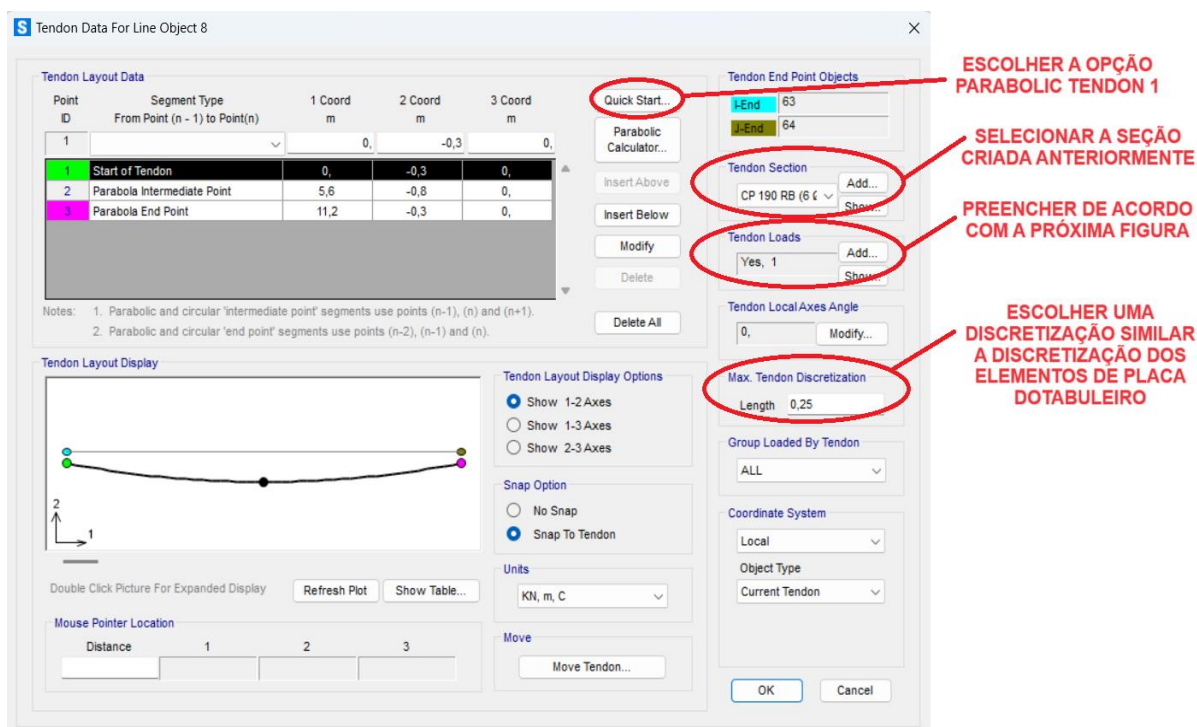 S Tendon Data For Line Object 8
Tendon Layout Data
Point ID
Segment Type
From Point (n - 1) to Point(n)
1 Coord
m
2 Coord
m
3 Coord
m
1 0, -0,3 0,
1 Start of Tendon 0, -0,3 0,
2 Parabola Intermediate Point 5,6 -0,8 0,
3 Parabola End Point 11,2 -0,3 0,
Notes: 1. Parabolic and circular 'intermediate point' segments use points (n-1), (n) and (n+1).
2. Parabolic and circular 'end point' segments use points (n-2), (n-1) and (n).
Quick Start...
Parabolic
Calculator...
Insert Above
Insert Below
Modify
Delete
Delete All
Tendon End Point Objects
I-End 63
J-End 64
Tendon Section
CP 190 RB (6
Add...
Show...
Tendon Loads
Yes, 1
Add...
Show...
Tendon Local Axes Angle
0, Modify...
Max. Tendon Discretization
Length 0,25
Group Loaded By Tendon
ALL
Coordinate System
Local
Object Type
Current Tendon
Tendon Layout Display
2
1
Double Click Picture For Expanded Display
Refresh Plot
Show Table...
Mouse Pointer Location
Distance 1 2 3
Tendon Layout Display Options
Show 1-2 Axes
Show 1-3 Axes
Show 2-3 Axes
Snap Option
No Snap
Snap To Tendon
Units
KN, m, C
Move
Move Tendon...
OK
Cancel
ESCOLHER A OPÇÃO
PARABOLIC TENDON 1
SELECIONAR A SEÇÃO
CRIADA ANTERIORMENTE
PREENCHER DE ACORDO
COM A PRÓXIMA FIGURA
ESCOLHER UMA
DISCRETIZAÇÃO SIMILAR
A DISCRETIZAÇÃO DOS
ELEMENTOS DE PLACA
DOTABULEIRO